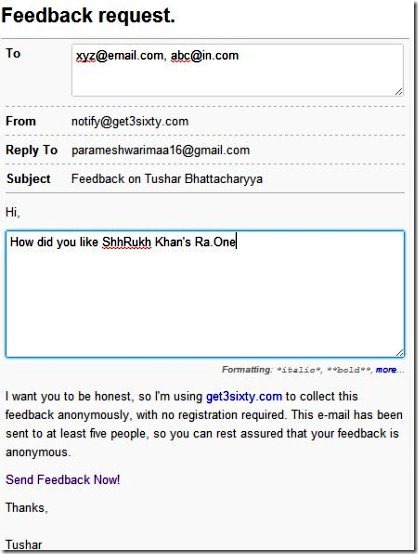 Feedback request.
To xyz@email.com, abc@in.com
From notify@get3sixty.com
Reply To parameshwarimaa16@gmail.com
Subject Feedback on Tushar Bhattacharyya
Hi,
How did you like ShhRukh Khan's Ra.One
Formatting: *italic*, **bold**, more...
I want you to be honest, so I'm using get3sixty.com to collect this
feedback anonymously, with no registration required. This e-mail has been
sent to at least five people, so you can rest assured that your feedback is
anonymous.
Send Feedback Now!
Thanks,
Tushar